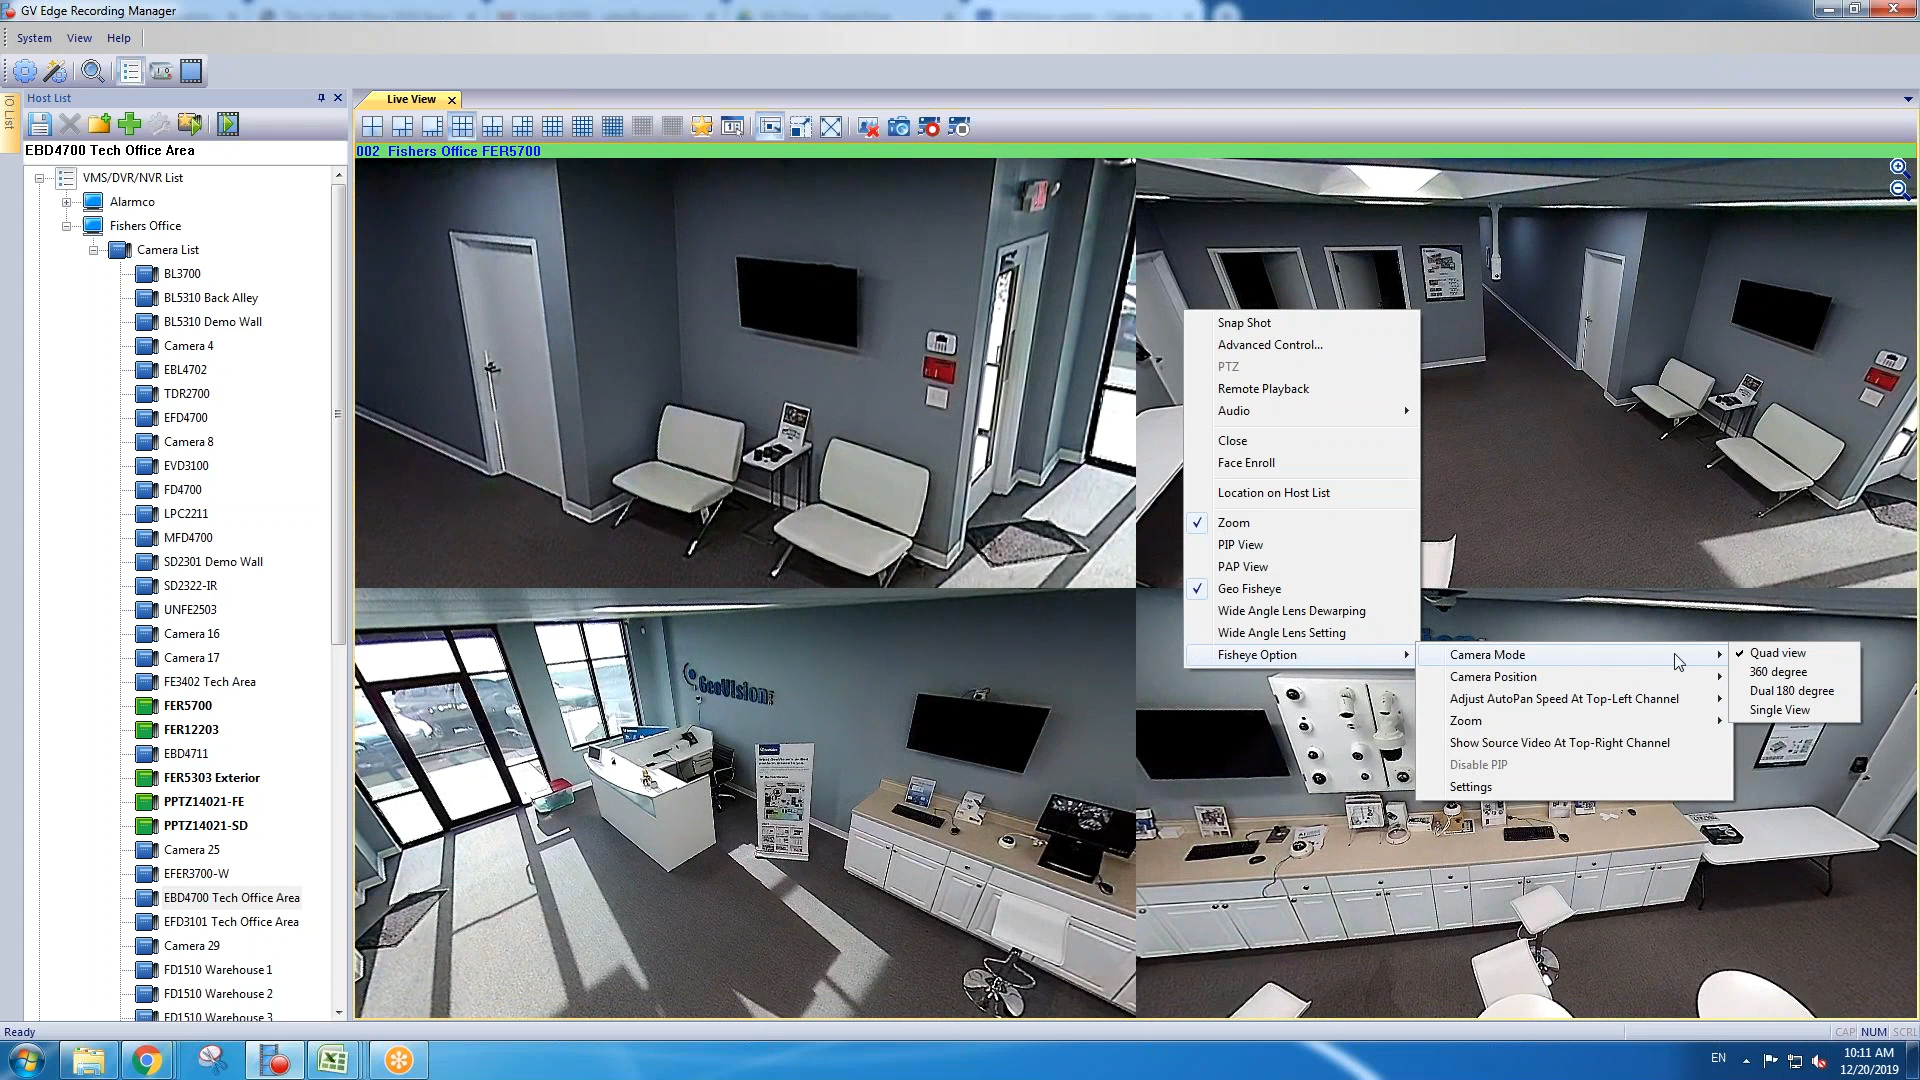 GV Edge Recording Manager
System View Help
IO List
Host List
Live View
EBD4700 Tech Office Area
002 Fishers Office FER5700
VMS/DVR/NVR List
Alarmco
Fishers Office
Camera List
BL3700
BL5310 Back Alley
BL5310 Demo Wall
Camera 4
EBL4702
TDR2700
EFD4700
Camera 8
EVD3100
FD4700
LPC2211
MFD4700
SD2301 Demo Wall
SD2322-IR
UNFE2503
Camera 16
Camera 17
FE3402 Tech Area
FER5700
FER12203
EBD4711
FER5303 Exterior
PPTZ14021-FE
PPTZ14021-SD
Camera 25
EFER3700-W
EBD4700 Tech Office Area
EFD3101 Tech Office Area
Camera 29
FD1510 Warehouse 1
FD1510 Warehouse 2
FD1510 Warehouse 3
GeoVision
Snap Shot
Advanced Control...
PTZ
Remote Playback
Audio
Close
Face Enroll
Location on Host List
Zoom
PIP View
PAP View
Geo Fisheye
Wide Angle Lens Dewarping
Wide Angle Lens Setting
Fisheye Option
Camera Mode
Camera Position
Adjust AutoPan Speed At Top-Left Channel
Zoom
Show Source Video At Top-Right Channel
Disable PIP
Settings
Quad view
360 degree
Dual 180 degree
Single View
Ready
CAP NUM SCRL
EN
10:11 AM
12/20/2019